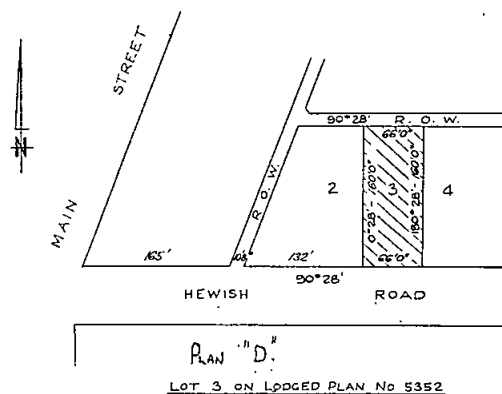 STREET
MAIN
90°28' R. O. W.
66'0"
R. O. W.
2
0°28' - 160'0"
3
180°28' - 160'0"
4
165'
132'
66'0"
90°28'
HEWISH ROAD
PLAN "D".
LOT 3 ON LODGED PLAN No 5352